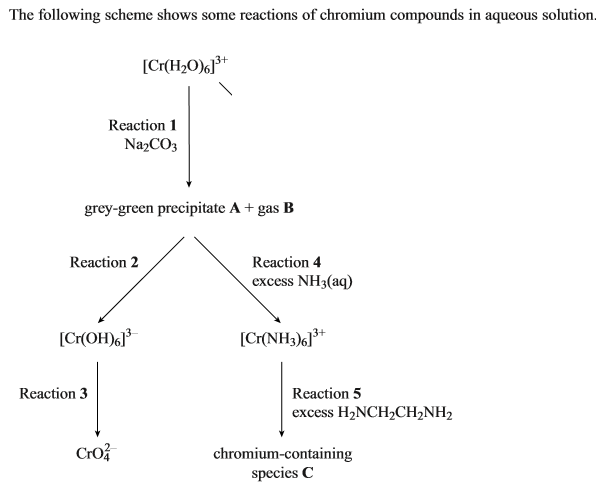 The following scheme shows some reactions of chromium compounds in aqueous solution.
[Cr(H₂O)₆]³⁺
Reaction 1
Na₂CO₃
grey-green precipitate A + gas B
Reaction 2
Reaction 4
excess NH₃(aq)
[Cr(OH)₆]³⁻
[Cr(NH₃)₆]³⁺
Reaction 3
Reaction 5
excess H₂NCH₂CH₂NH₂
CrO₄²⁻
chromium-containing
species C